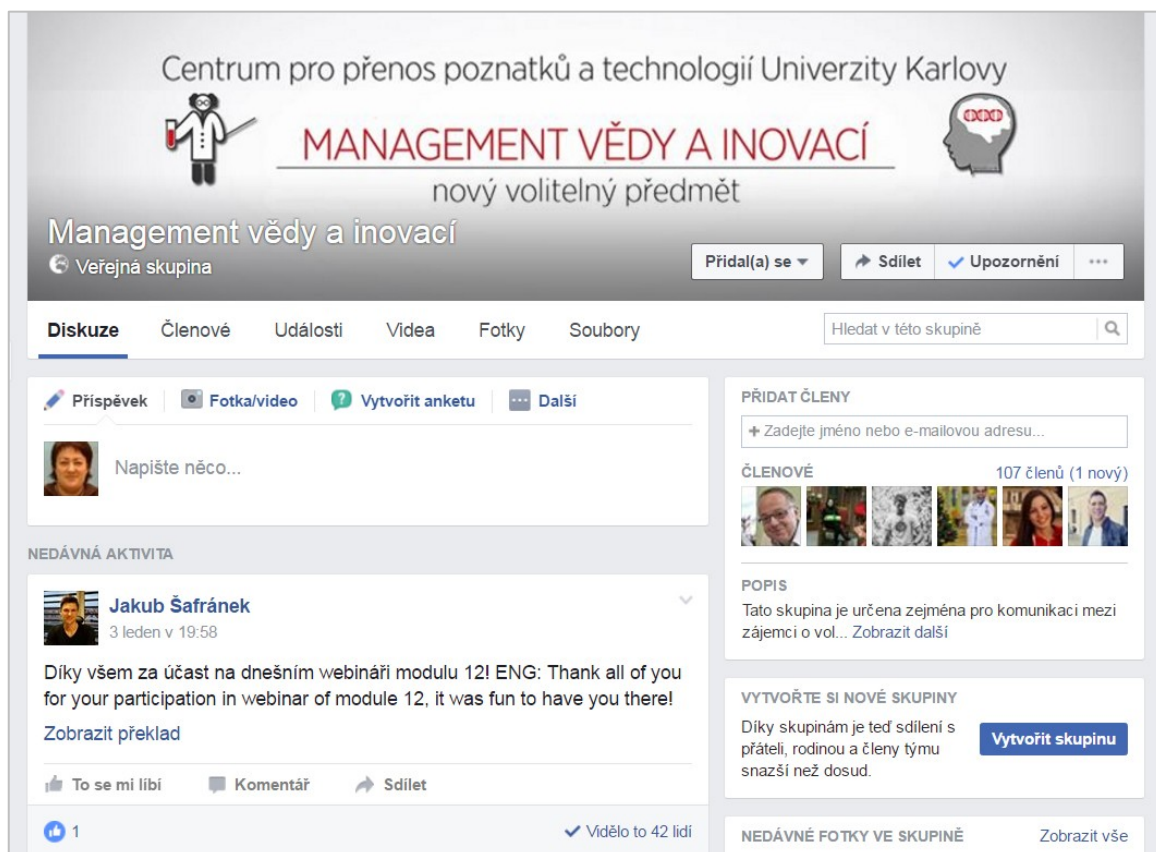 Centrum pro přenos poznatků a technologií Univerzity Karlovy
MANAGEMENT VĚDY A INOVACÍ
nový volitelný předmět
Management vědy a inovací
Veřejná skupina
Přidal(a) se
Sdílet
Upozornění
Diskuze
Členové
Události
Videa
Fotky
Soubory
Hledat v této skupině
Příspěvek
Fotka/video
Vytvořit anketu
Další
Napište něco...
NEDÁVNÁ AKTIVITA
Jakub Šafránek
3 leden v 19:58
Díky všem za účast na dnešním webináři modulu 12! ENG: Thank all of you
for your participation in webinar of module 12, it was fun to have you there!
Zobrazit překlad
To se mi líbí
Komentář
Sdílet
1
Vidělo to 42 lidí
PŘIDAT ČLENY
+ Zadejte jméno nebo e-mailovou adresu...
ČLENOVÉ
107 členů (1 nový)
POPIS
Tato skupina je určena zejména pro komunikaci mezi
zájemci o vol... Zobrazit další
VYTVOŘTE SI NOVÉ SKUPINY
Díky skupinám je teď sdílení s
přáteli, rodinou a členy týmu
snazší než dosud.
Vytvořit skupinu
NEDÁVNÉ FOTKY VE SKUPINĚ
Zobrazit vše